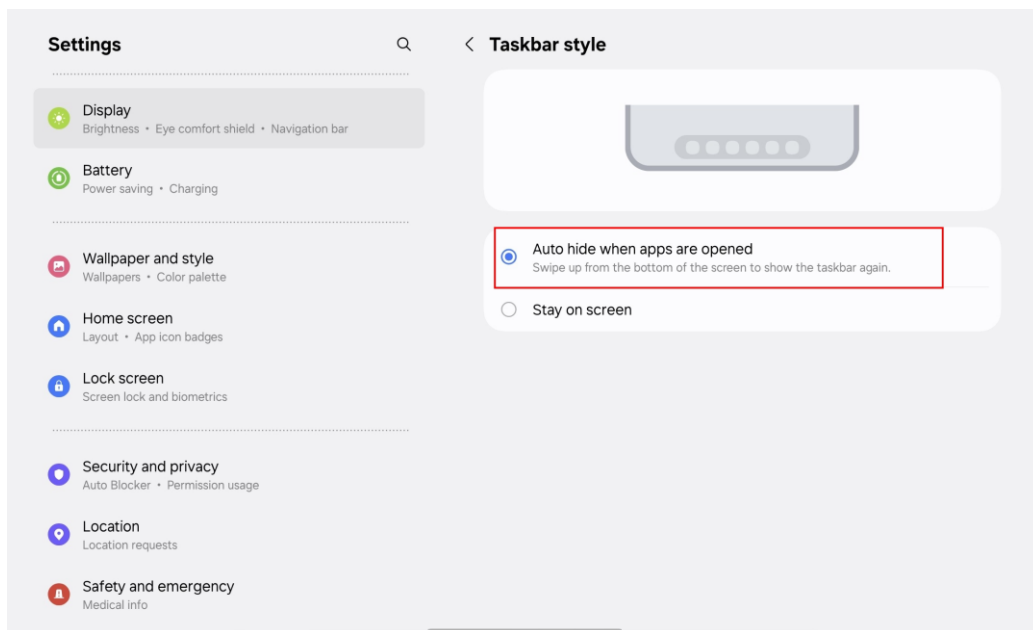 Settings
Display
Brightness • Eye comfort shield • Navigation bar
Battery
Power saving • Charging
Wallpaper and style
Wallpapers • Color palette
Home screen
Layout • App icon badges
Lock screen
Screen lock and biometrics
Security and privacy
Auto Blocker • Permission usage
Location
Location requests
Safety and emergency
Medical info
Taskbar style
Auto hide when apps are opened
Swipe up from the bottom of the screen to show the taskbar again.
Stay on screen